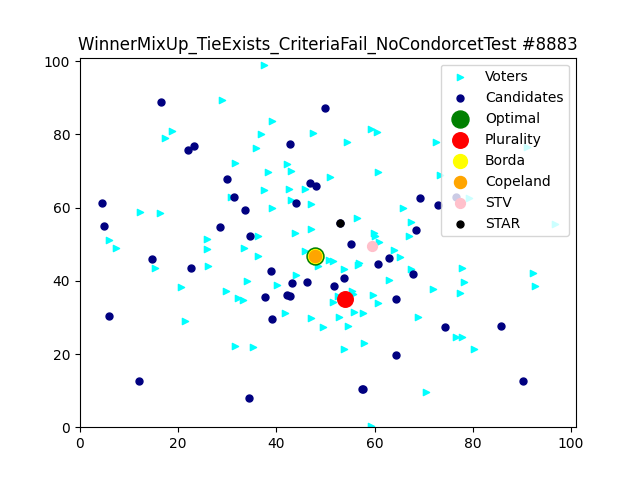 WinnerMixUp_TieExists_CriteriaFail_NoCondorcetTest #8883
100
80
60
40
20
0
0
20
40
60
80
100
Voters
Candidates
Optimal
Plurality
Borda
Copeland
STV
STAR